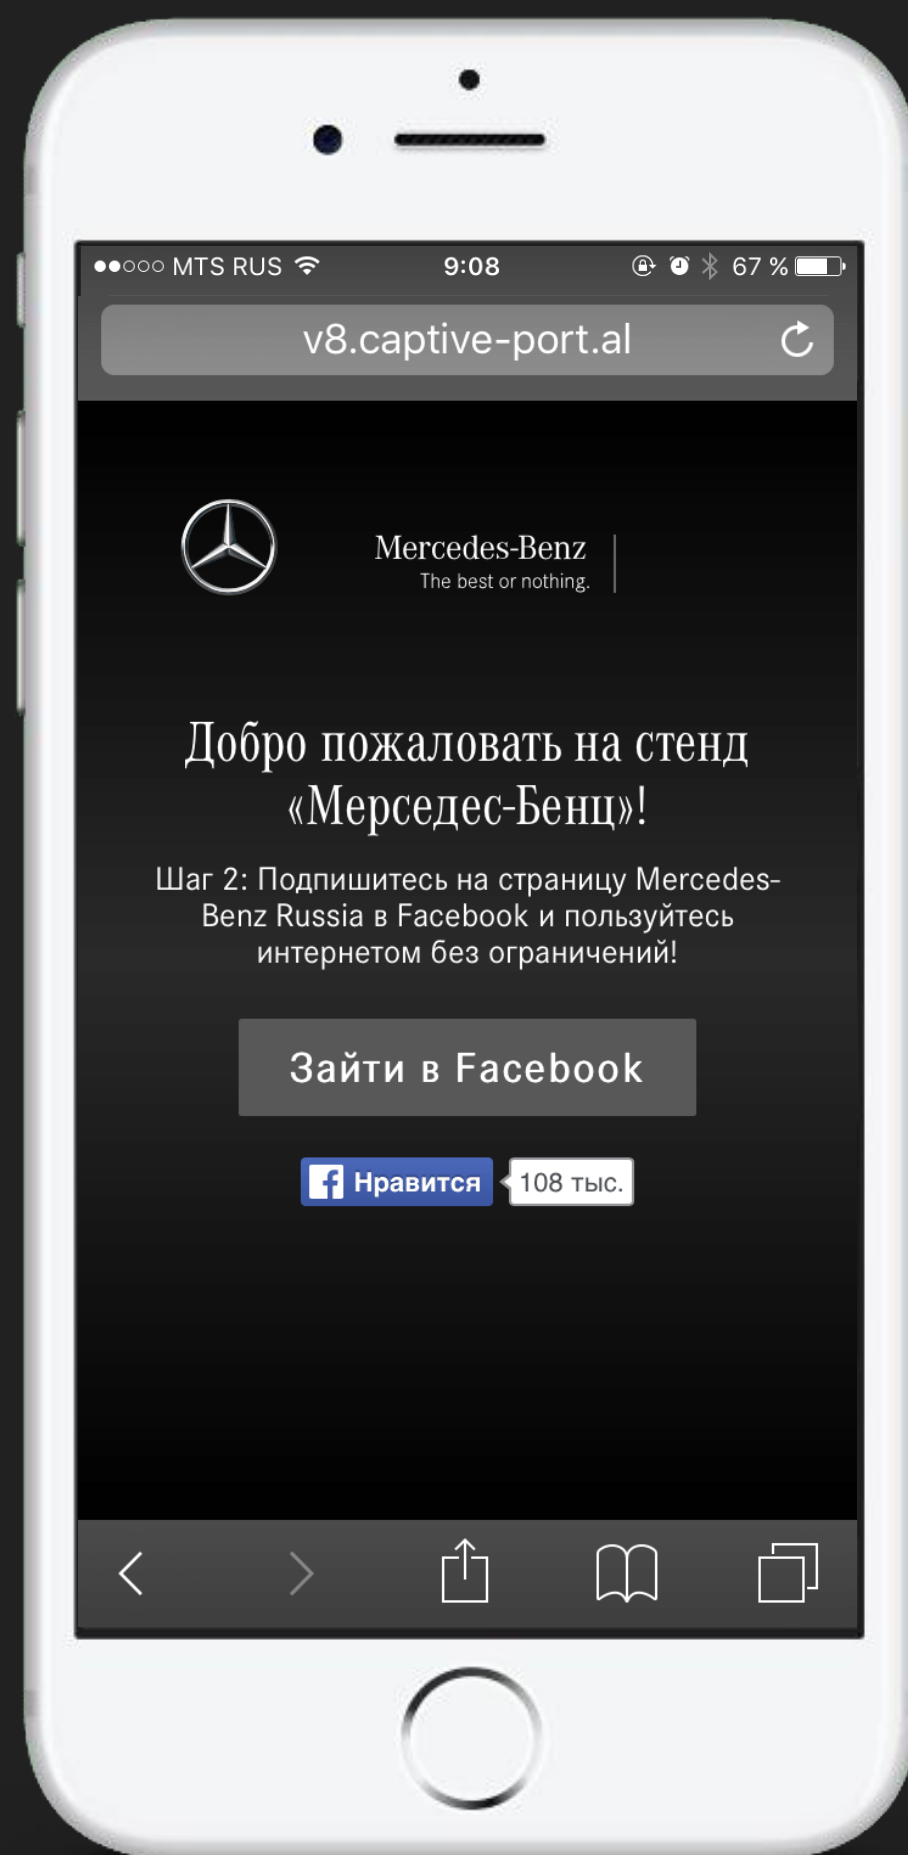 MTS RUS 9:08 67 %
v8.captive-port.al
Mercedes-Benz
The best or nothing.
Добро пожаловать на стенд
«Мерседес-Бенц»!
Шаг 2: Подпишитесь на страницу Mercedes-
Benz Russia в Facebook и пользуйтесь
интернетом без ограничений!
Зайти в Facebook
f Нравится 108 тыс.